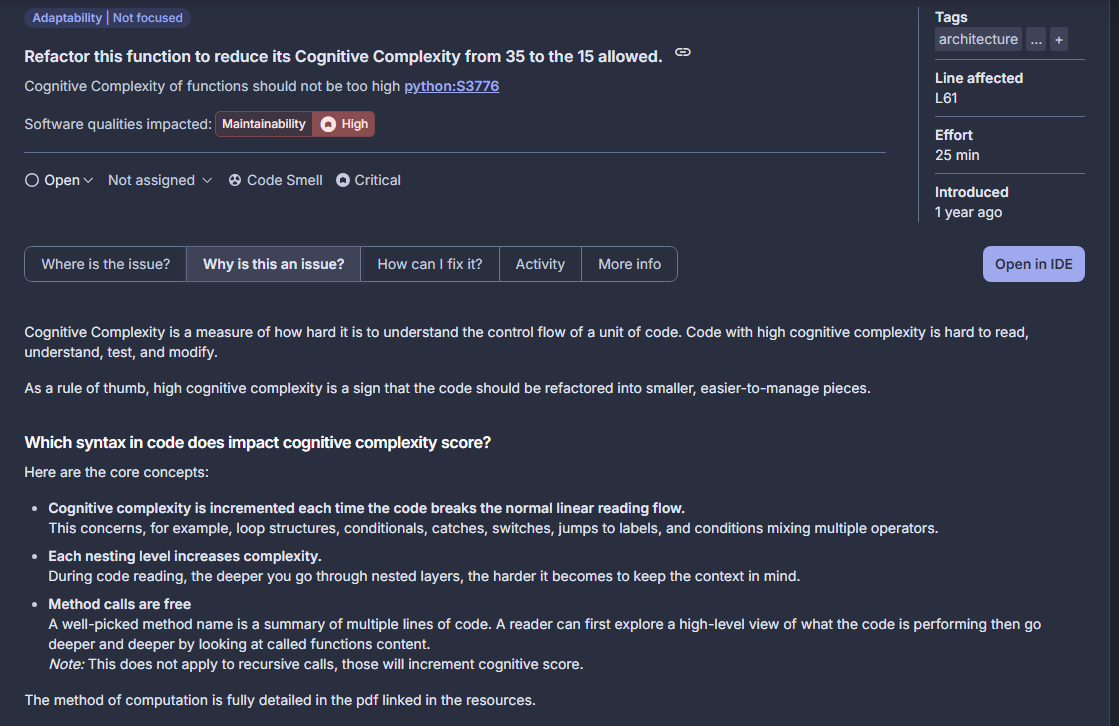 Adaptability | Not focused
Refactor this function to reduce its Cognitive Complexity from 35 to the 15 allowed.
Cognitive Complexity of functions should not be too high python:S3776
Software qualities impacted: Maintainability High
Open Not assigned Code Smell Critical
Tags
architecture ... +
Line affected
L61
Effort
25 min
Introduced
1 year ago
Where is the issue? Why is this an issue? How can I fix it? Activity More info
Open in IDE
Cognitive Complexity is a measure of how hard it is to understand the control flow of a unit of code. Code with high cognitive complexity is hard to read,
understand, test, and modify.
As a rule of thumb, high cognitive complexity is a sign that the code should be refactored into smaller, easier-to-manage pieces.
Which syntax in code does impact cognitive complexity score?
Here are the core concepts:
• Cognitive complexity is incremented each time the code breaks the normal linear reading flow.
This concerns, for example, loop structures, conditionals, catches, switches, jumps to labels, and conditions mixing multiple operators.
• Each nesting level increases complexity.
During code reading, the deeper you go through nested layers, the harder it becomes to keep the context in mind.
• Method calls are free
A well-picked method name is a summary of multiple lines of code. A reader can first explore a high-level view of what the code is performing then go
deeper and deeper by looking at called functions content.
Note: This does not apply to recursive calls, those will increment cognitive score.
The method of computation is fully detailed in the pdf linked in the resources.